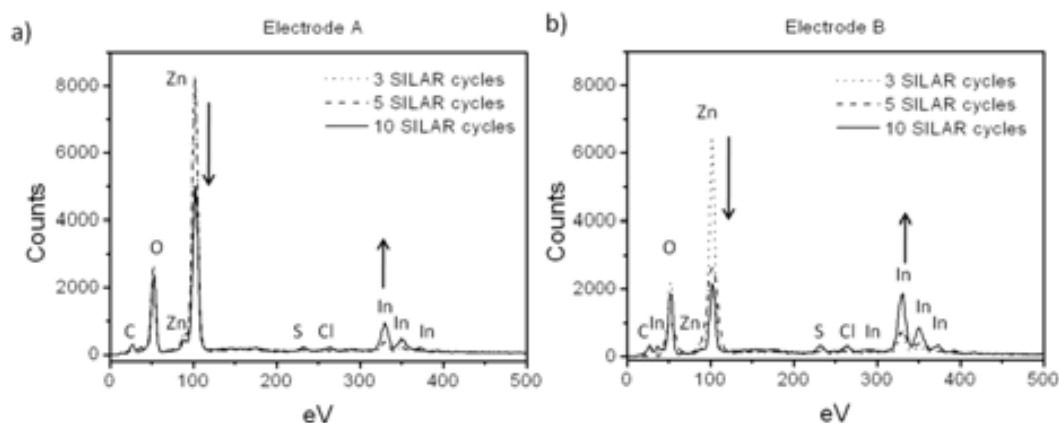 a)
Electrode A
Counts
8000
6000
4000
2000
0
Zn
3 SILAR cycles
5 SILAR cycles
10 SILAR cycles
O
C
Zn
S
Cl
In
In
In
0
100
200
300
400
500
eV
b)
Electrode B
Counts
8000
6000
4000
2000
0
3 SILAR cycles
5 SILAR cycles
10 SILAR cycles
Zn
O
In
C
In
Zn
S
Cl
In
In
In
0
100
200
300
400
500
eV